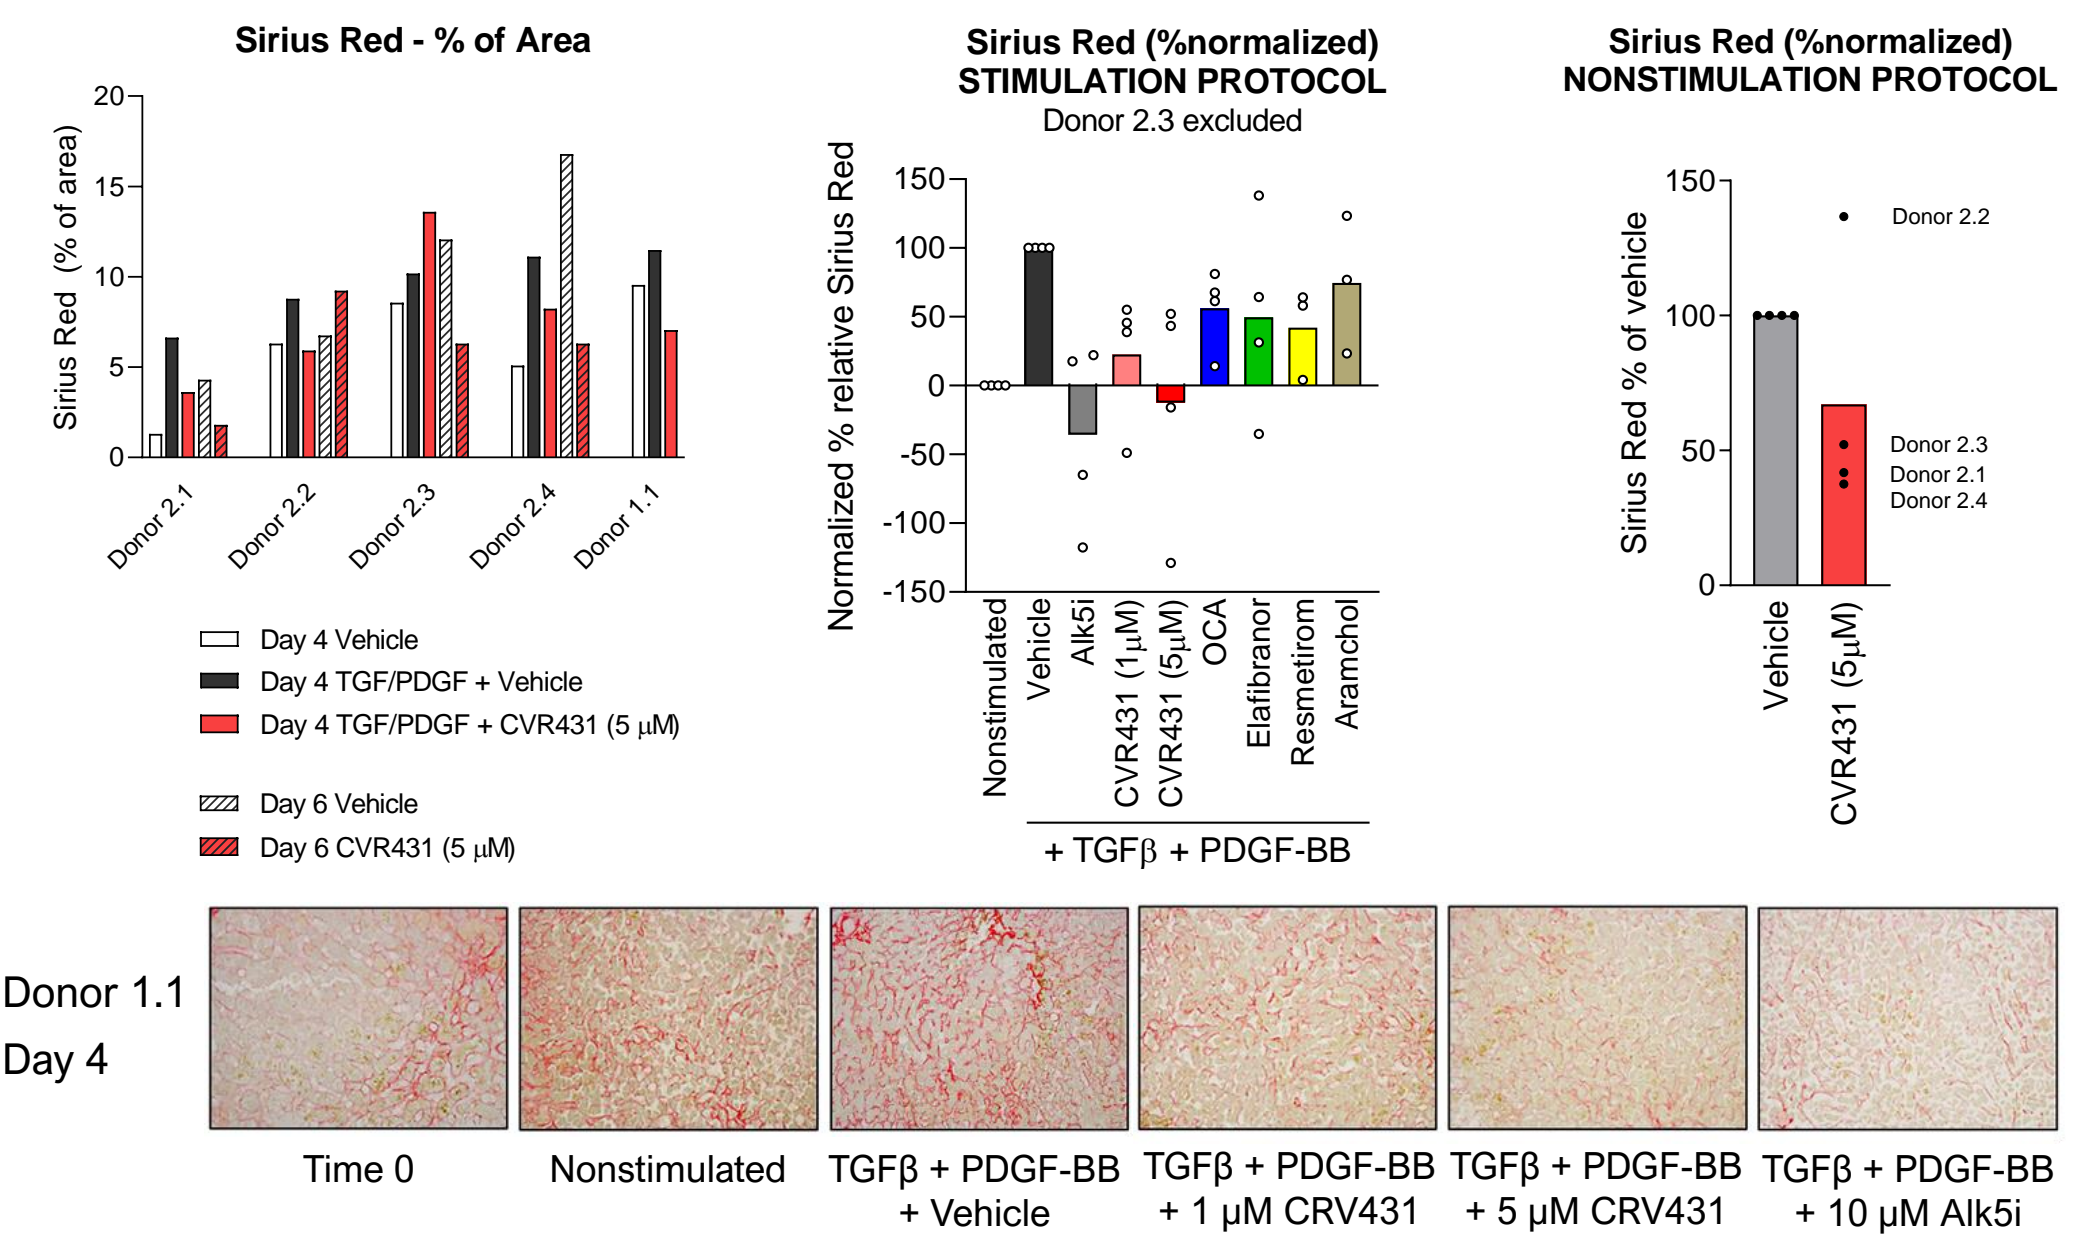 Sirius Red - % of Area
Sirius Red (% of area)
20
15
10
5
0
Donor 2.1
Donor 2.2
Donor 2.3
Donor 2.4
Donor 1.1
Day 4 Vehicle
Day 4 TGF/PDGF + Vehicle
Day 4 TGF/PDGF + CVR431 (5 μM)
Day 6 Vehicle
Day 6 CVR431 (5 μM)
Sirius Red (%normalized)
STIMULATION PROTOCOL
Donor 2.3 excluded
Normalized % relative Sirius Red
150
100
50
0
-50
-100
-150
Nonstimulated
Vehicle
Alk5i
CVR431 (1μM)
CVR431 (5μM)
OCA
Elafibranor
Resmetirom
Aramchol
+ TGFβ + PDGF-BB
Sirius Red (%normalized)
NONSTIMULATION PROTOCOL
Sirius Red % of vehicle
150
100
50
0
Donor 2.2
Donor 2.3
Donor 2.1
Donor 2.4
Vehicle
CVR431 (5μM)
Donor 1.1
Day 4
Time 0
Nonstimulated
TGFβ + PDGF-BB
+ Vehicle
TGFβ + PDGF-BB
+ 1 μM CRV431
TGFβ + PDGF-BB
+ 5 μM CRV431
TGFβ + PDGF-BB
+ 10 μM Alk5i